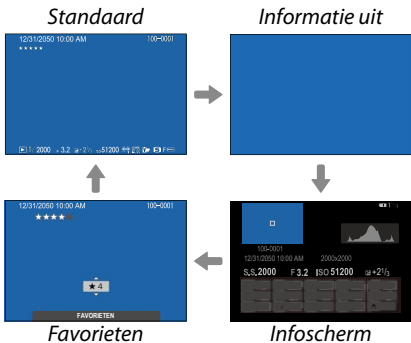 Standaard
Informatie uit
12/31/2050 10:00 AM 100-0001
★★★★★
2000 3.2 51200 F
12/31/2050 10:00 AM 100-0001
★★★★
★4
FAVORIETEN
100-0001
12/31/2050 10:00 AM 2000x2000
S.S. 2000 F 3.2 ISO 51200 +2 1/3
Favorieten
Infoscherm